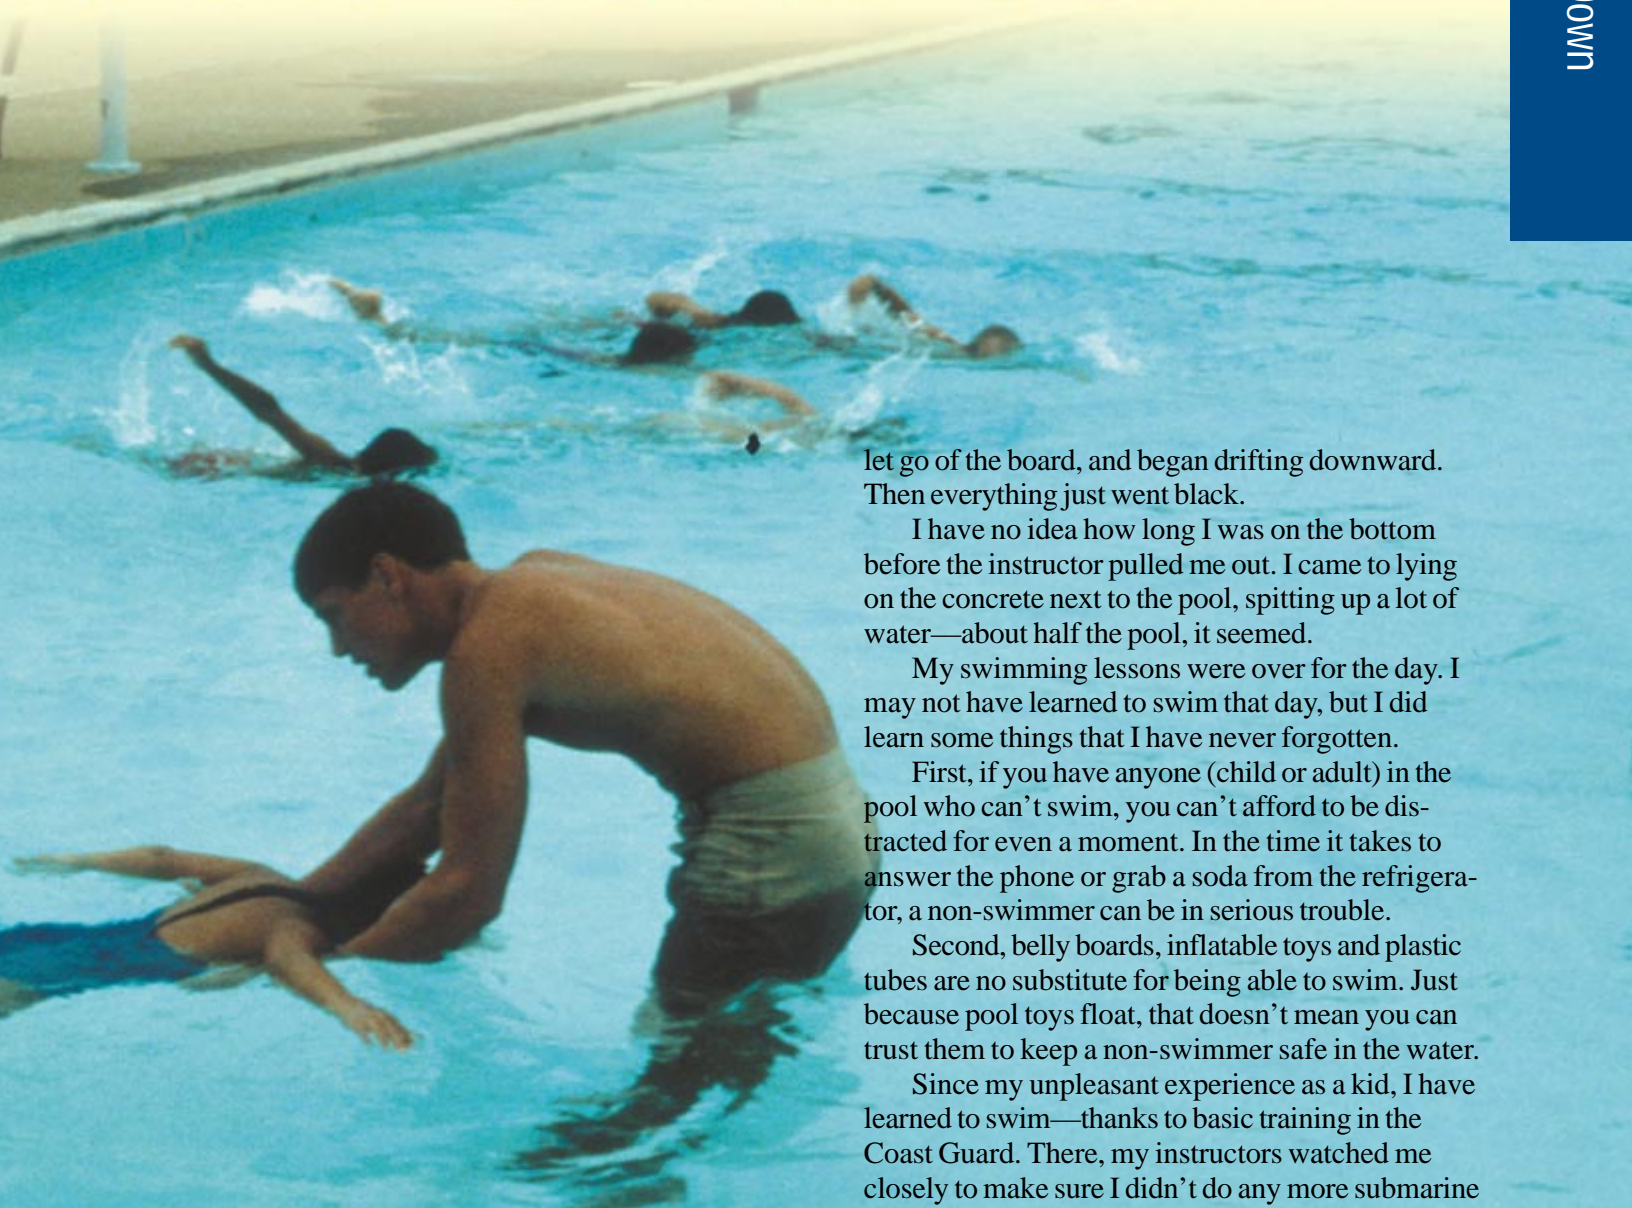 own
let go of the board, and began drifting downward.
Then everything just went black.
I have no idea how long I was on the bottom
before the instructor pulled me out. I came to lying
on the concrete next to the pool, spitting up a lot of
water—about half the pool, it seemed.
My swimming lessons were over for the day. I
may not have learned to swim that day, but I did
learn some things that I have never forgotten.
First, if you have anyone (child or adult) in the
pool who can’t swim, you can’t afford to be dis-
tracted for even a moment. In the time it takes to
answer the phone or grab a soda from the refrigera-
tor, a non-swimmer can be in serious trouble.
Second, belly boards, inflatable toys and plastic
tubes are no substitute for being able to swim. Just
because pool toys float, that doesn’t mean you can
trust them to keep a non-swimmer safe in the water.
Since my unpleasant experience as a kid, I have
learned to swim—thanks to basic training in the
Coast Guard. There, my instructors watched me
closely to make sure I didn’t do any more submarine